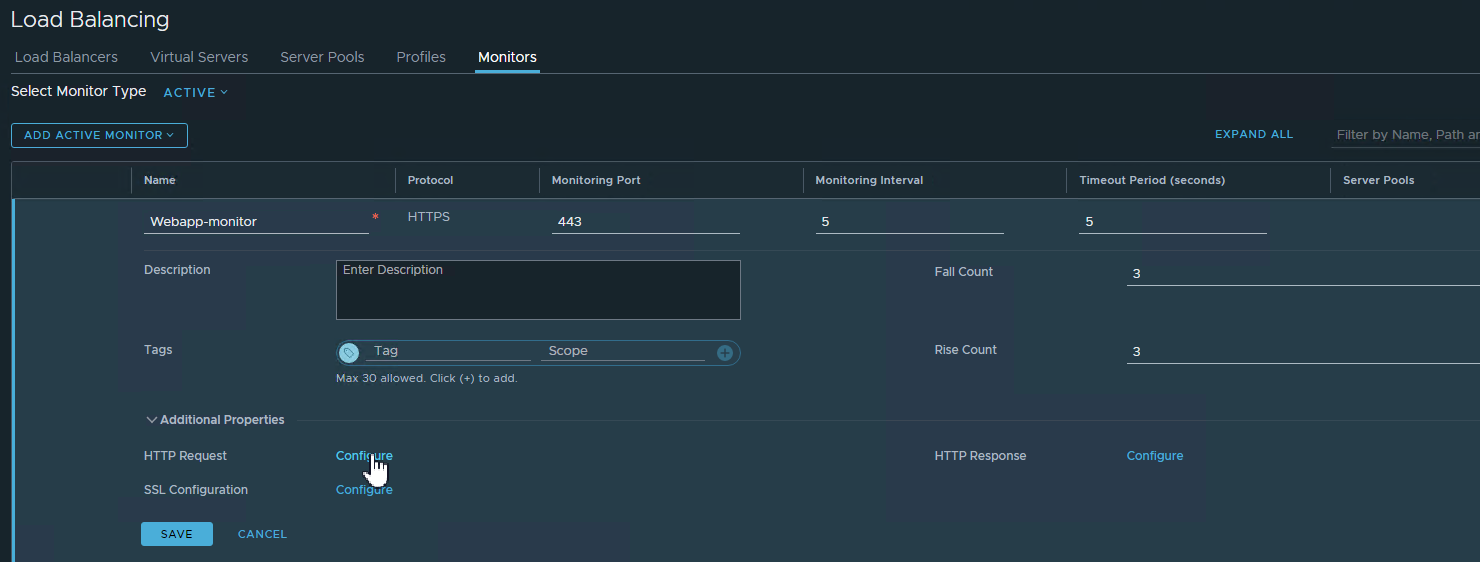 Load Balancing
Load Balancers Virtual Servers Server Pools Profiles Monitors
Select Monitor Type ACTIVE
ADD ACTIVE MONITOR EXPAND ALL Filter by Name, Path
Name Protocol Monitoring Port Monitoring Interval Timeout Period (seconds) Server Pools
Webapp-monitor * HTTPS 443 5 5
Description Enter Description Fall Count 3
Tags Tag Scope Rise Count 3
Max 30 allowed. Click (+) to add.
Additional Properties
HTTP Request Configure HTTP Response Configure
SSL Configuration Configure
SAVE CANCEL